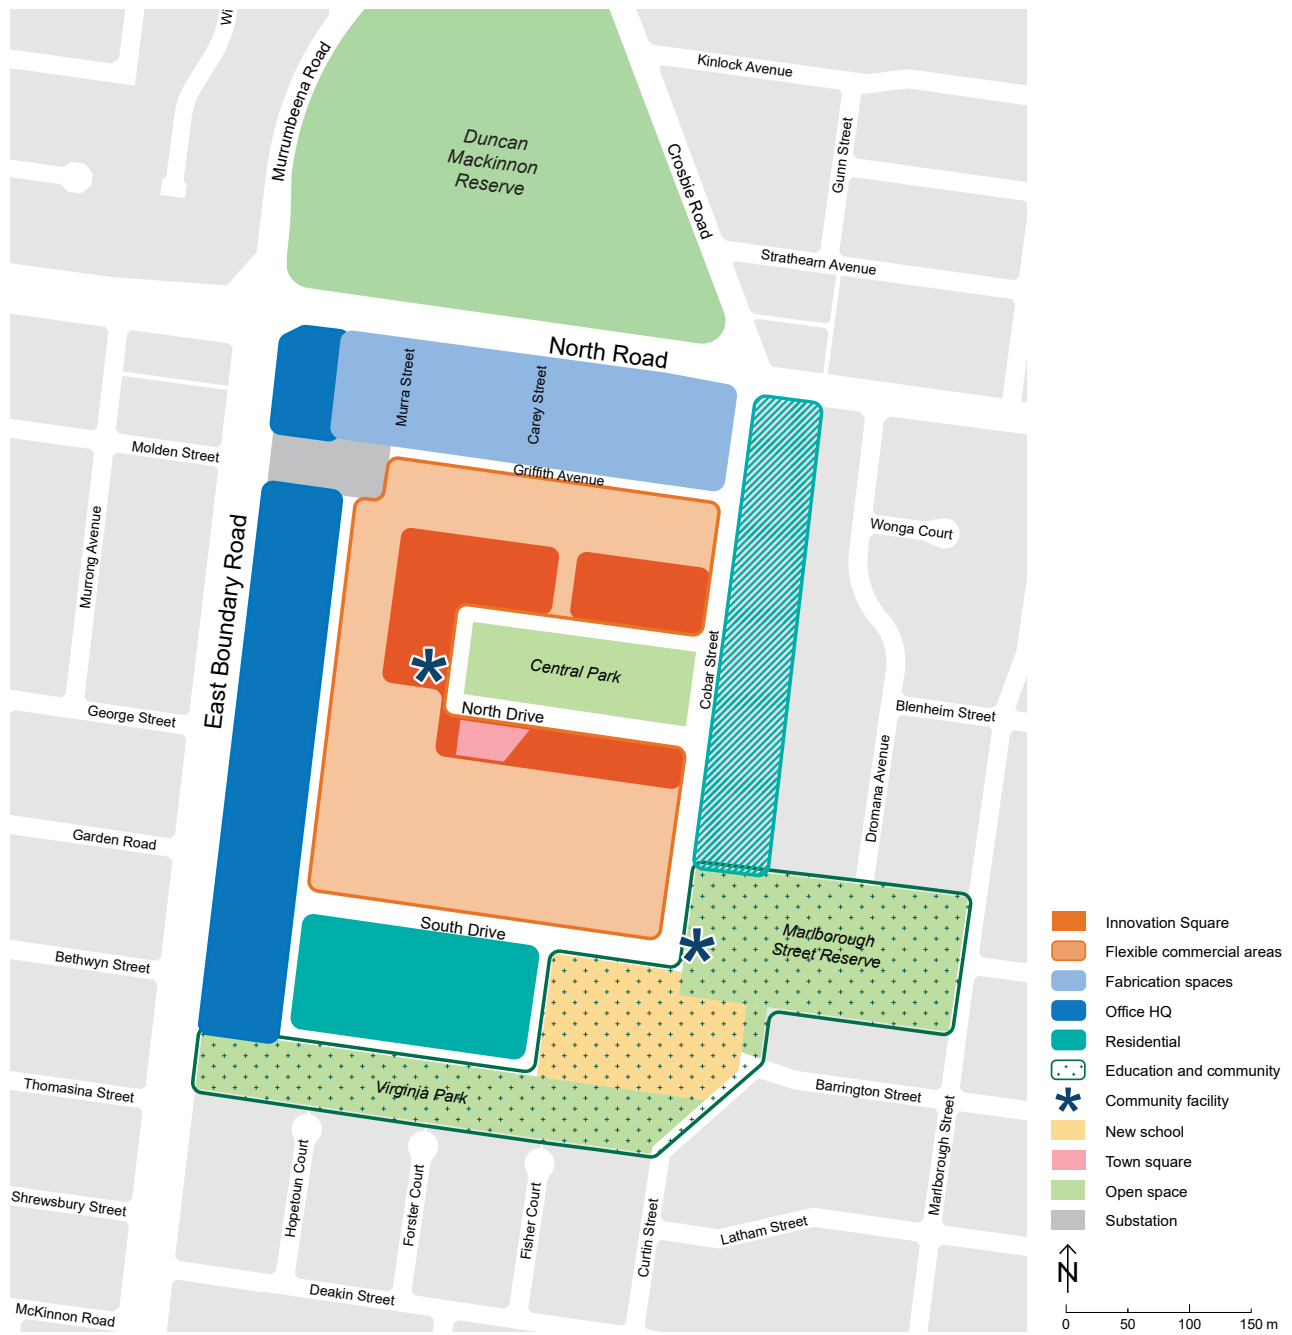 Wi
Murrumbeena Road
Kinlock Avenue
Duncan
Mackinnon
Reserve
Crosbie Road
Gunn Street
Strathearn Avenue
North Road
Murra Street
Carey Street
Molden Street
Griffith Avenue
Wonga Court
Murrong Avenue
East Boundary Road
Central Park
Cobar Street
North Drive
George Street
Blenheim Street
Dromana Avenue
Garden Road
South Drive
Marlborough
Street Reserve
Bethwyn Street
Thomasina Street
Virginia Park
Barrington Street
Marlborough Street
Shrewsbury Street
Hopetoun Court
Forster Court
Fisher Court
Curtin Street
Latham Street
Deakin Street
McKinnon Road
Innovation Square
Flexible commercial areas
Fabrication spaces
Office HQ
Residential
Education and community
Community facility
New school
Town square
Open space
Substation
N
0 50 100 150 m